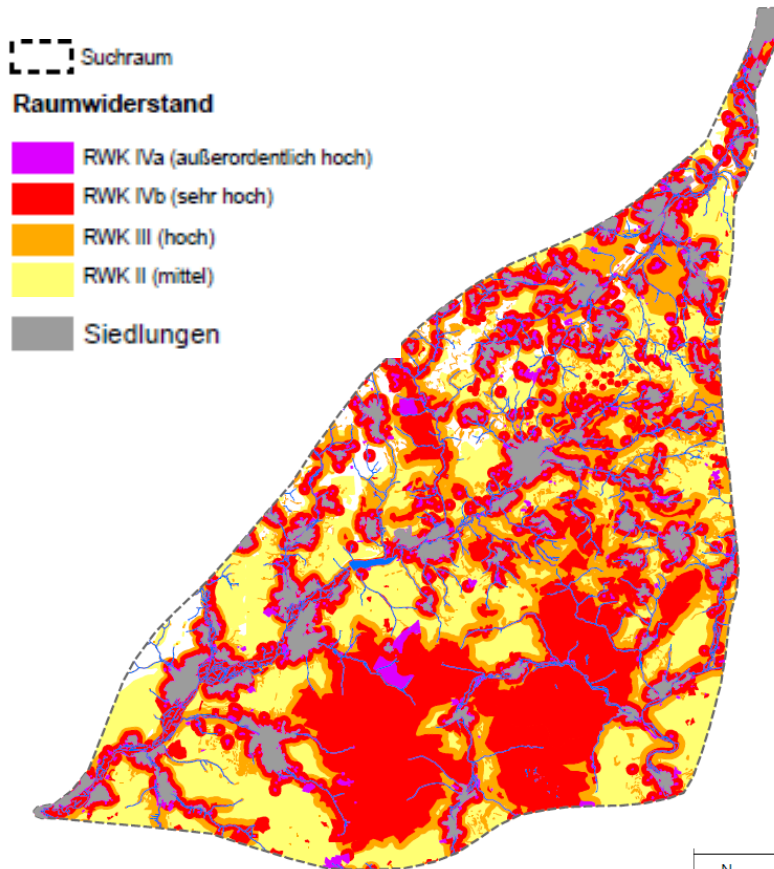 Suchraum
Raumwiderstand
RWK IVa (außerordentlich hoch)
RWK IVb (sehr hoch)
RWK III (hoch)
RWK II (mittel)
Siedlungen
N